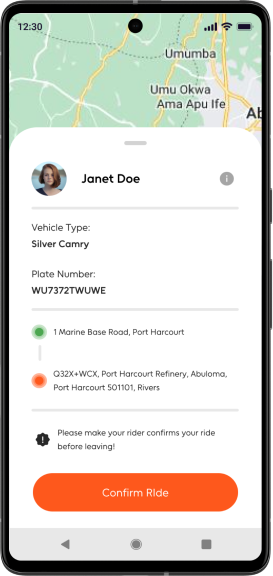 12:30
Umumba
Umu Okwa
Ama Apu Ife
Ab
Janet Doe
Vehicle Type:
Silver Camry
Plate Number:
WU7372TWUWE
1 Marine Base Road, Port Harcourt
Q32X+WCX, Port Harcourt Refinery, Abuloma,
Port Harcourt 501101, Rivers
Please make your rider confirms your ride
before leaving!
Confirm RIde